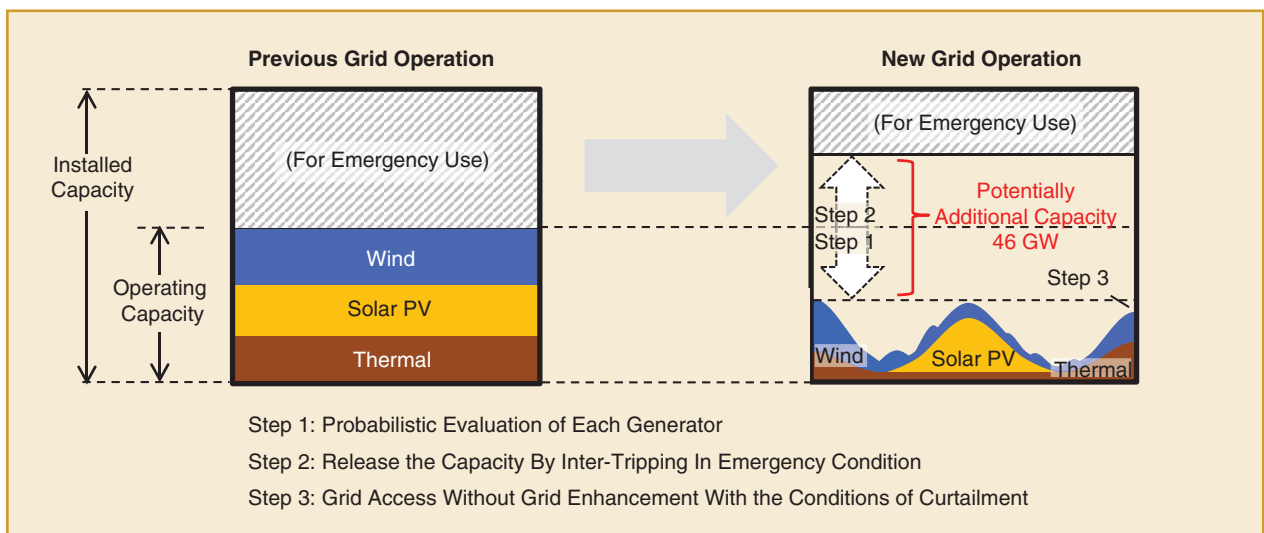 Previous Grid Operation
New Grid Operation
Installed
Capacity
Operating
Capacity
(For Emergency Use)
Wind
Solar PV
Thermal
(For Emergency Use)
Step 2
Step 1
Potentially
Additional Capacity
46 GW
Step 3
Wind
Solar PV
Thermal
Step 1: Probabilistic Evaluation of Each Generator
Step 2: Release the Capacity By Inter-Tripping In Emergency Condition
Step 3: Grid Access Without Grid Enhancement With the Conditions of Curtailment